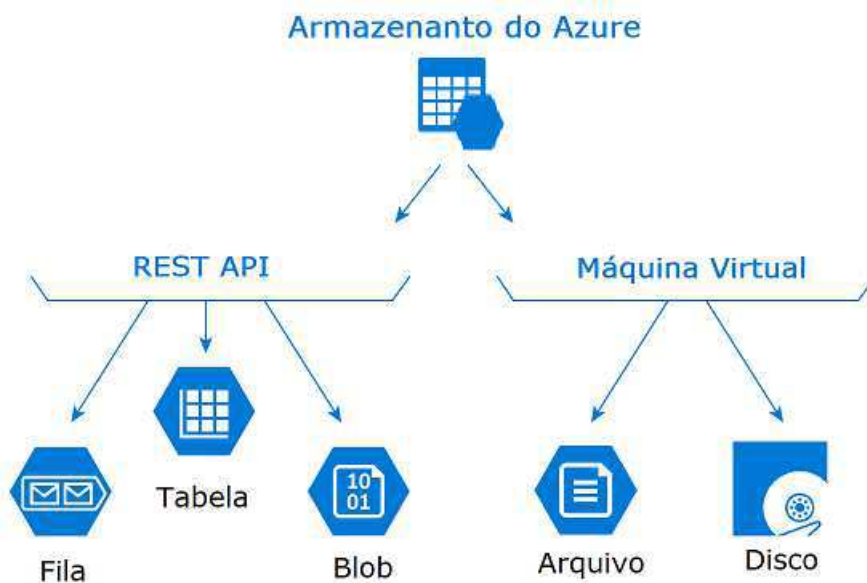 Armazenanto do Azure
REST API
Máquina Virtual
10
01
Tabela
Fila
Blob
Arquivo
Disco